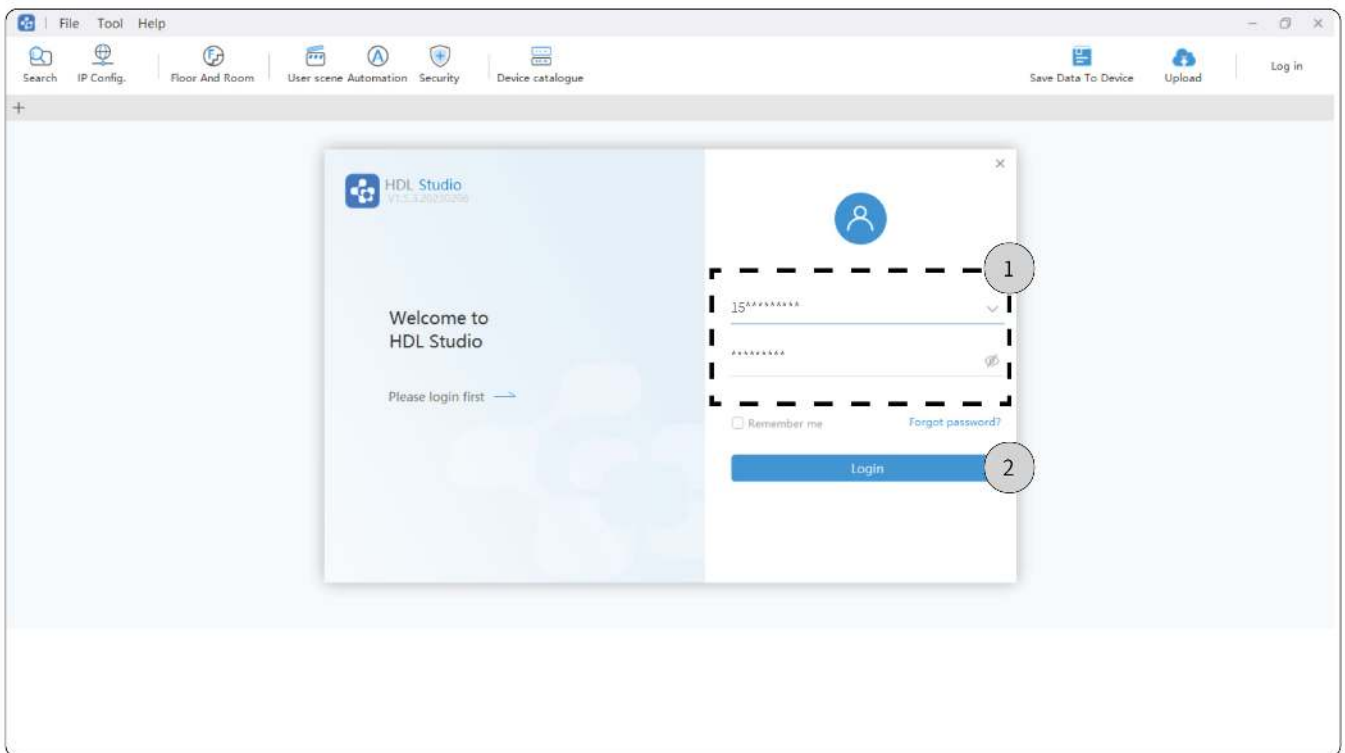 File Tool Help
Search IP Config. Floor And Room User scene Automation Security Device catalogue Save Data To Device Upload Log in
+
HDL Studio
Welcome to
HDL Studio
Please login first
1
15*********
*********
Remember me Forgot password?
Login
2